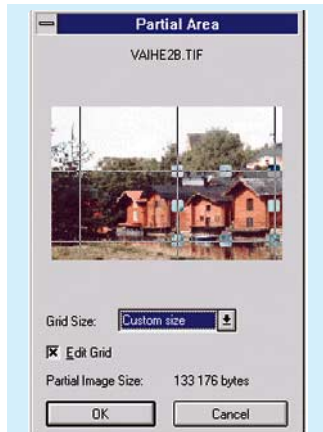 Partial Area
VAIHE2B.TIF
Grid Size: Custom size
Edit Grid
Partial Image Size: 133 176 bytes
OK Cancel